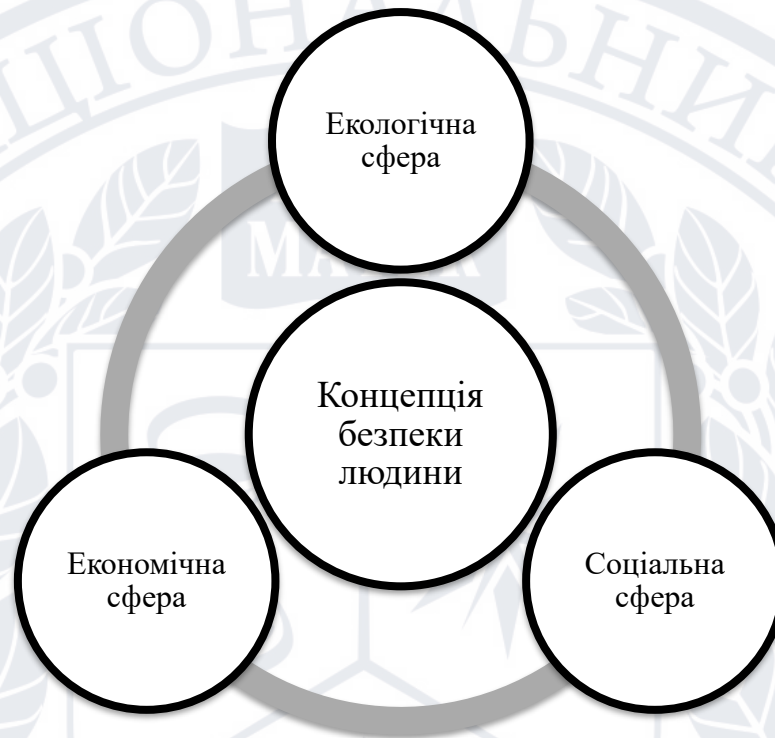 Екологічна
сфера
Концепція
безпеки
людини
Економічна
сфера
Соціальна
сфера